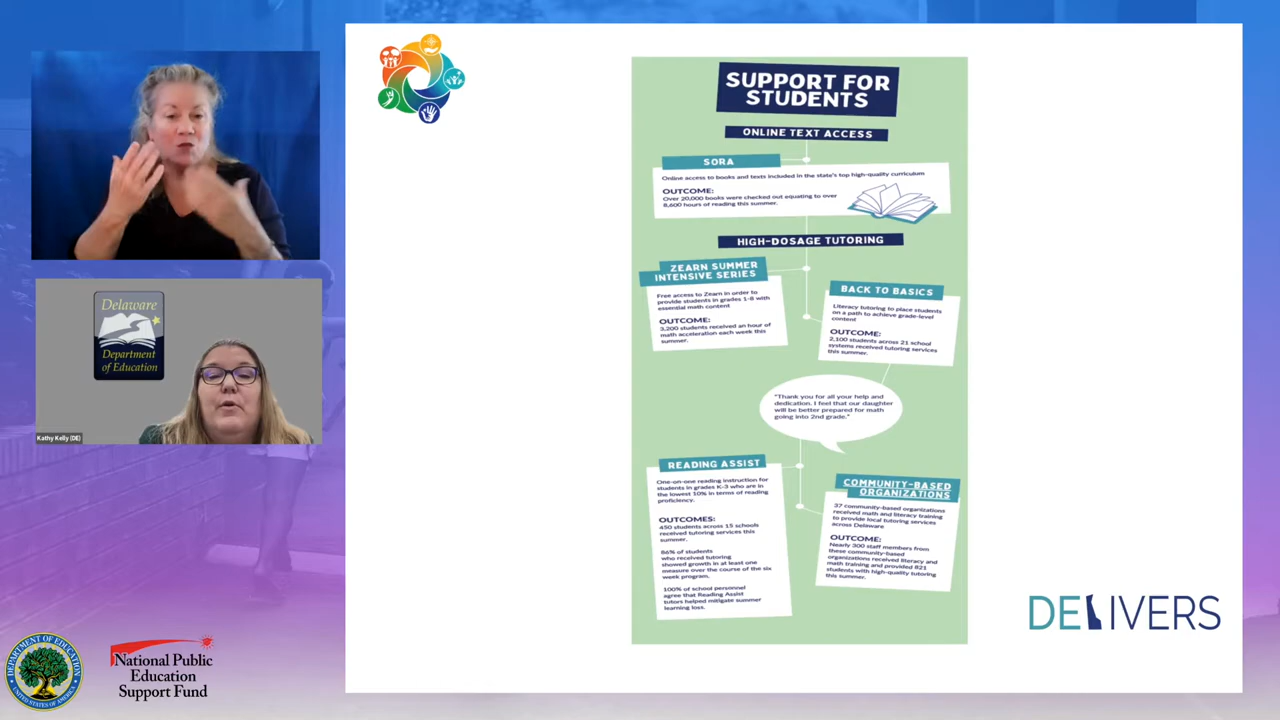 Delaware
Department
of Education
Kathy Kelly (DE)
DEPARTMENT OF EDUCATION
UNITED STATES OF AMERICA
National Public
Education
Support Fund
SUPPORT FOR
STUDENTS
ONLINE TEXT ACCESS
SORA
Online access to books and texts included in the state's top high-quality curriculum
OUTCOME:
Over 20,000 books were checked out equating to over
8,600 hours of reading this summer.
HIGH-DOSAGE TUTORING
ZEARN SUMMER
INTENSIVE SERIES
Free access to Zearn in order to
provide students in grades 1-8 with
essential math content
OUTCOME:
3,200 students received an hour of
math acceleration each week this
summer.
BACK TO BASICS
Literacy tutoring to place students
on a path to achieve grade-level
content
OUTCOME:
2,100 students across 21 school
systems received tutoring services
this summer.
"Thank you for all your help and
dedication. I feel that our daughter
will be better prepared for math
going into 2nd grade."
READING ASSIST
One-on-one reading instruction for
students in grades K-3 who are in
the lowest 10% in terms of reading
proficiency.
OUTCOMES:
450 students across 15 schools
received tutoring services this
summer.
86% of students
who received tutoring
showed growth in at least one
measure over the course of the six
week program.
100% of school personnel
agree that Reading Assist
tutors helped mitigate summer
learning loss.
COMMUNITY-BASED
ORGANIZATIONS
37 community-based organizations
received math and literacy training
to provide local tutoring services
across Delaware
OUTCOME:
Nearly 300 staff members from
these community-based
organizations received literacy and
math training and provided 821
students with high-quality tutoring
this summer.
DELIVERS